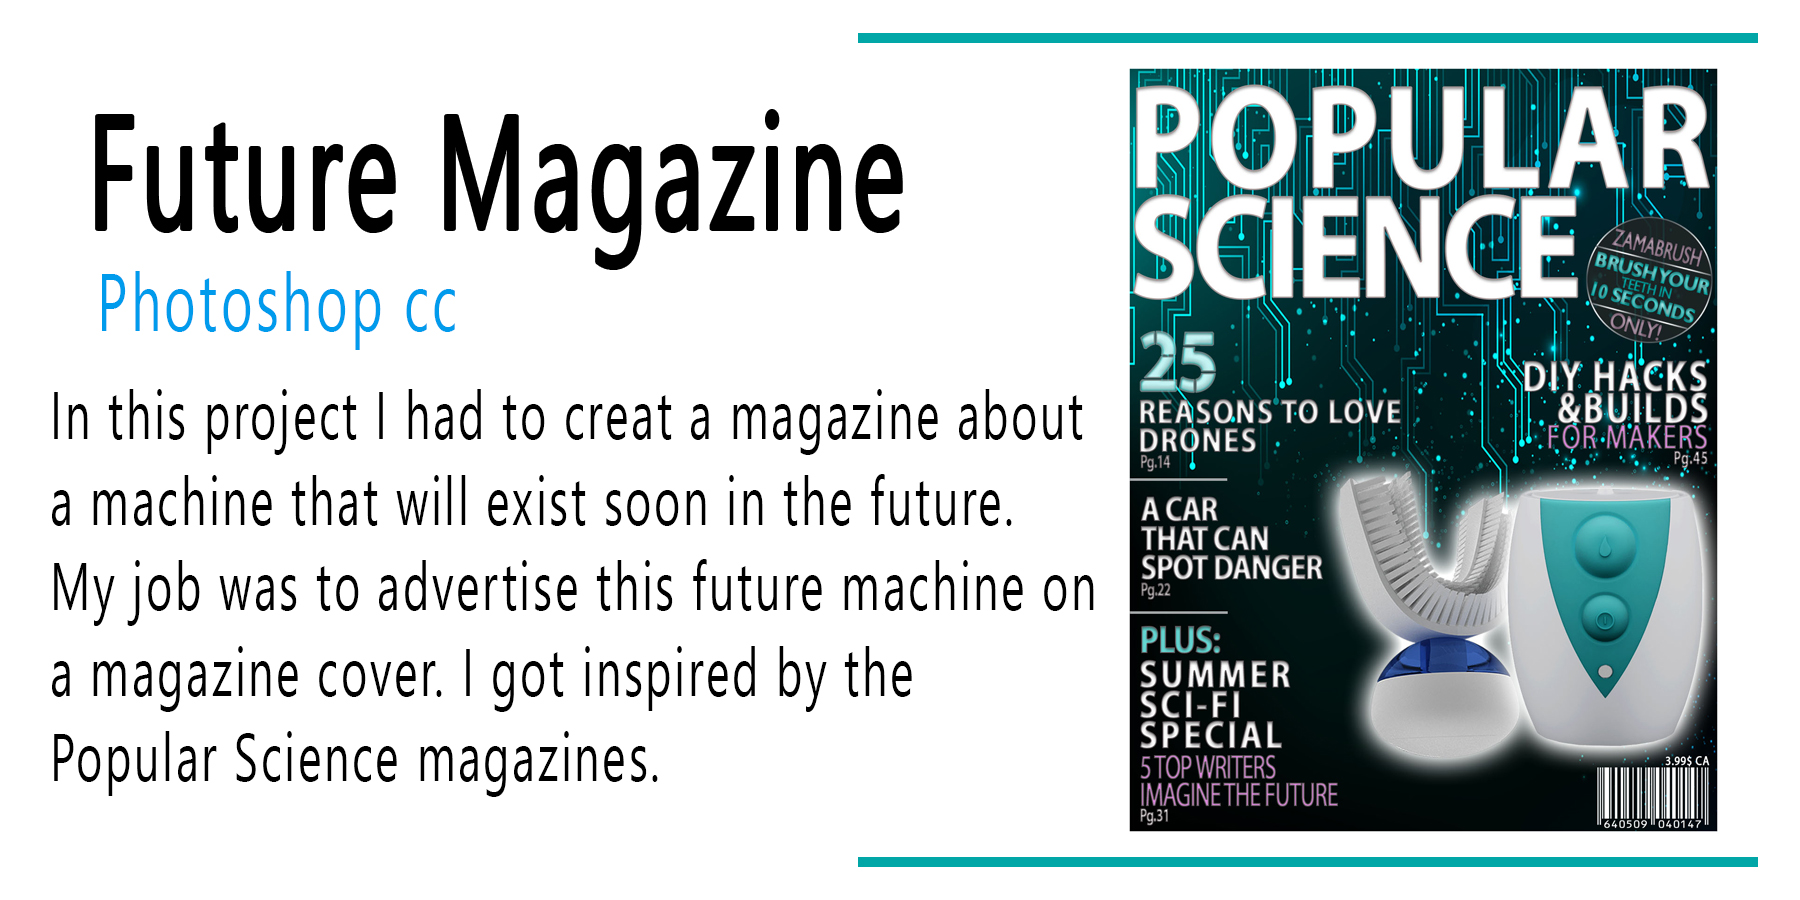 Future Magazine
Photoshop cc
In this project I had to creat a magazine about
a machine that will exist soon in the future.
My job was to advertise this future machine on
a magazine cover. I got inspired by the
Popular Science magazines.
POPULAR
SCIENCE
ZAMABRUSH
BRUSH YOUR
TEETH IN
10 SECONDS
ONLY!
25
REASONS TO LOVE
DRONES
Pg.14
DIY HACKS
&BUILDS
FOR MAKERS
Pg.45
A CAR
THAT CAN
SPOT DANGER
Pg.22
PLUS:
SUMMER
SCI-FI
SPECIAL
5 TOP WRITERS
IMAGINE THE FUTURE
Pg.31
3.99$ CA
640509 040147